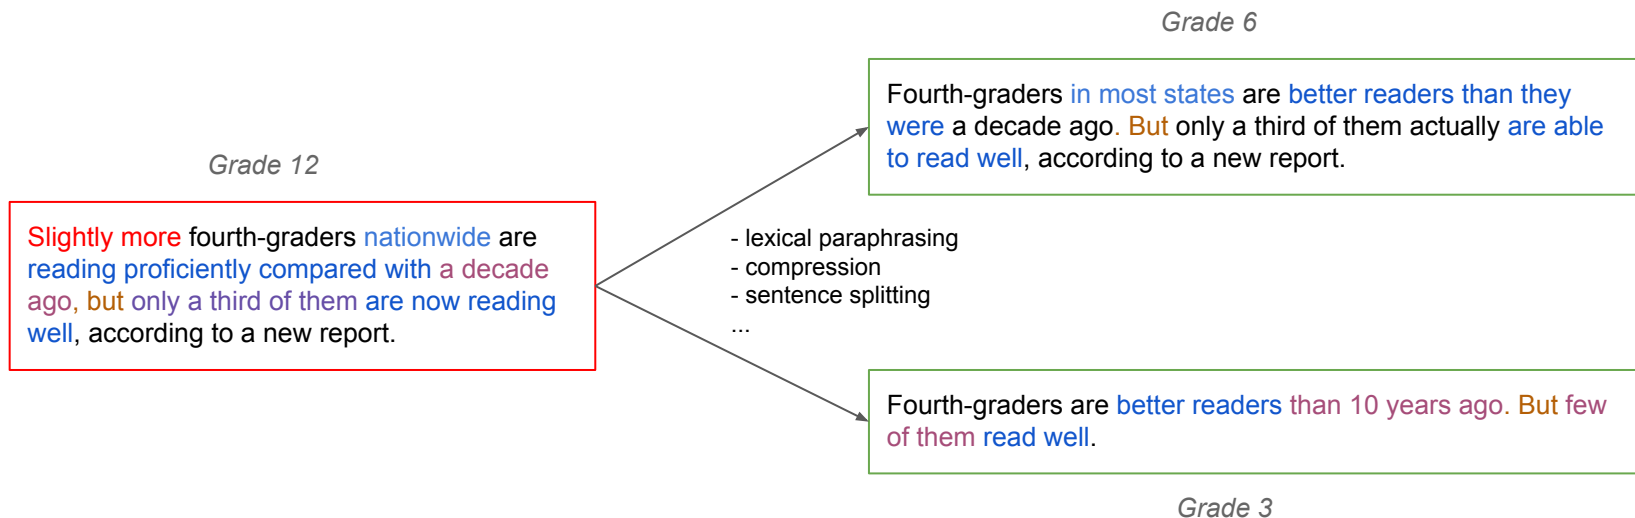 Grade 12
Slightly more fourth-graders nationwide are
reading proficiently compared with a decade
ago, but only a third of them are now reading
well, according to a new report.
- lexical paraphrasing
- compression
- sentence splitting
...
Grade 6
Fourth-graders in most states are better readers than they
were a decade ago. But only a third of them actually are able
to read well, according to a new report.
Fourth-graders are better readers than 10 years ago. But few
of them read well.
Grade 3